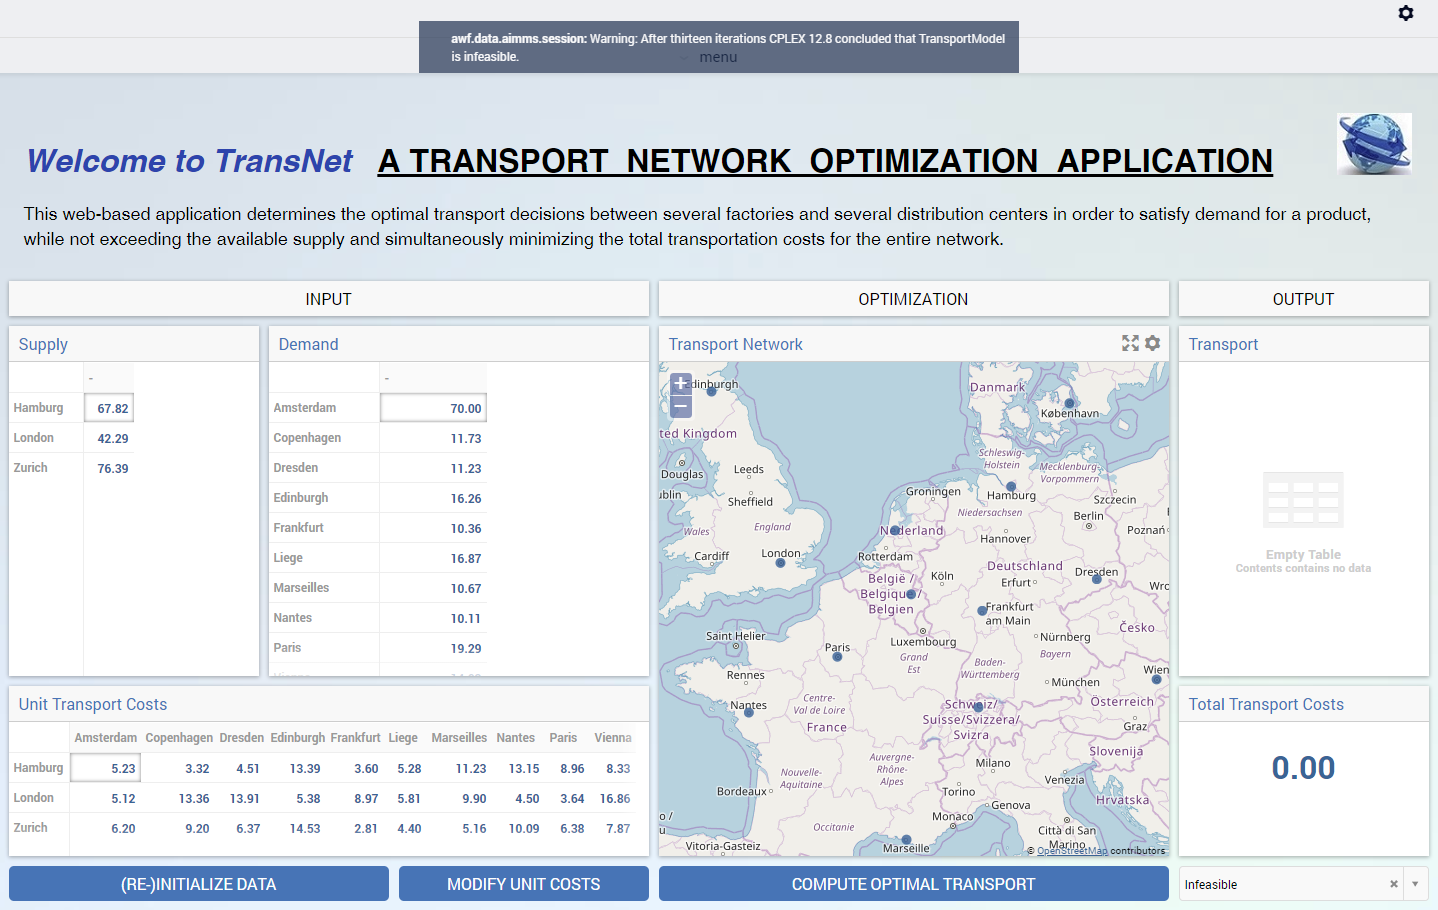 awf.data.aimms.session: Warning: After thirteen iterations CPLEX 12.8 concluded that TransportModel
is infeasible.
menu
Welcome to TransNet A TRANSPORT NETWORK OPTIMIZATION APPLICATION
This web-based application determines the optimal transport decisions between several factories and several distribution centers in order to satisfy demand for a product,
while not exceeding the available supply and simultaneously minimizing the total transportation costs for the entire network.
INPUT
OPTIMIZATION
OUTPUT
Supply
-
Hamburg 67.82
London 42.29
Zurich 76.39
Demand
-
Amsterdam 70.00
Copenhagen 11.73
Dresden 11.23
Edinburgh 16.26
Frankfurt 10.36
Liege 16.87
Marseilles 10.67
Nantes 10.11
Paris 19.29
Unit Transport Costs
Amsterdam Copenhagen Dresden Edinburgh Frankfurt Liege Marseilles Nantes Paris Vienna
Hamburg 5.23 3.32 4.51 13.39 3.60 5.28 11.23 13.15 8.96 8.33
London 5.12 13.36 13.91 5.38 8.97 5.81 9.90 4.50 3.64 16.86
Zurich 6.20 9.20 6.37 14.53 2.81 4.40 5.16 10.09 6.38 7.87
Transport Network
+
−
dinburgh
Danmark
København
ted Kingdom
Schleswig-
Holstein
Mecklenburg-
Vorpommern
Douglas
Leeds
ublin
Sheffield
Groningen
Hamburg
Szczecin
Niedersachsen
Berlin
Poznań
England
Wales
Nederland
Hannover
Cardiff
London
Rotterdam
Deutschland
België /
Belgique /
Belgien
Köln
Erfurt
Dresden
Wro
Frankfurt
am Main
Česko
Saint Helier
Luxembourg
Nürnberg
Paris
Grand
Est
Bayern
Baden-
Württemberg
Rennes
München
Wien
Centre-
Val de Loire
Nantes
France
Schweiz/
Suisse/Svizzera/
Svizra
Österreich
Graz
Slovenija
Auvergne-
Rhône-
Alpes
Milano
Nouvelle-
Aquitaine
Venezia
Bordeaux
Torino
Hrvatska
Genova
o /
u
Occitanie
Monaco
Città di San
Marino
Vitoria-Gasteiz
Marseille
© OpenStreetMap contributors
Transport
Empty Table
Contents contains no data
Total Transport Costs
0.00
(RE-)INITIALIZE DATA
MODIFY UNIT COSTS
COMPUTE OPTIMAL TRANSPORT
Infeasible